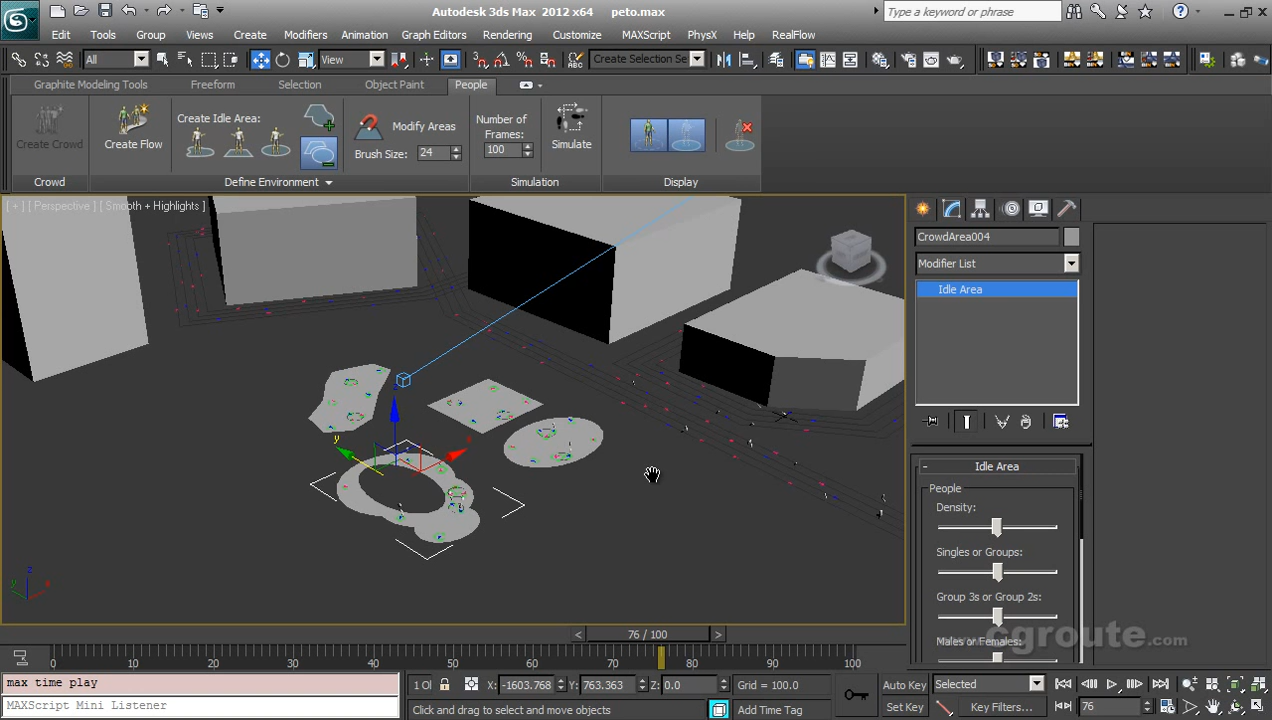 Autodesk 3ds Max 2012 x64 peto.max
Type a keyword or phrase
Edit Tools Group Views Create Modifiers Animation Graph Editors Rendering Customize MAXScript PhysX Help RealFlow
All View Create Selection Se
Graphite Modeling Tools Freeform Selection Object Paint People
Create Crowd
Crowd
Create Flow
Create Idle Area:
Modify Areas
Brush Size: 24
Define Environment
Number of
Frames:
100
Simulate
Simulation
Display
[ + ] [ Perspective ] [ Smooth + Highlights ]
CrowdArea004
Modifier List
Idle Area
- Idle Area
People
Density:
Singles or Groups:
Group 3s or Group 2s:
Males or Females:
cgroute.com
x y z
x y z
< 76 / 100 >
0 10 20 30 40 50 60 70 80 90 100
max time play
MAXScript Mini Listener
X: -1603.768 Y: 763.363 Z: 0.0 Grid = 100.0
Click and drag to select and move objects
Add Time Tag
Auto Key Selected
Set Key Key Filters... 76